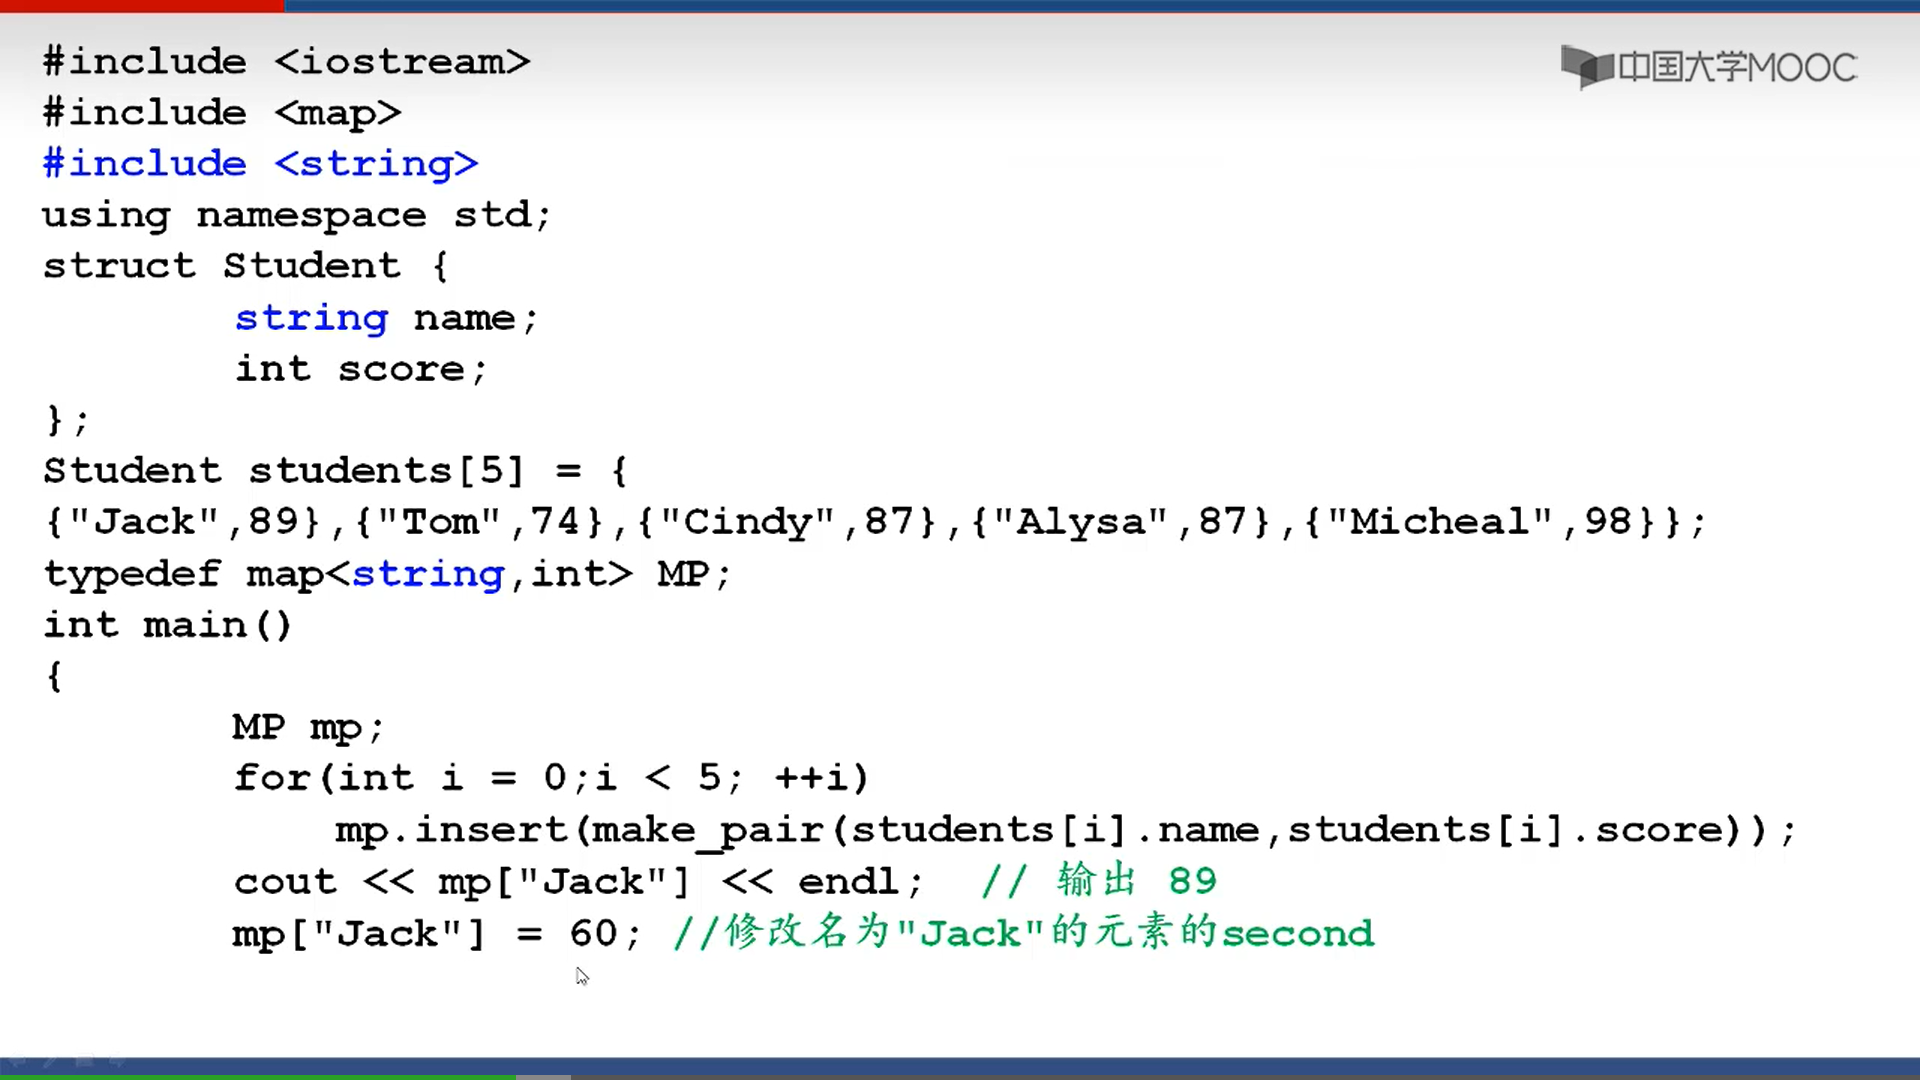 #include <iostream>
中国大学MOOC
#include <map>
#include <string>
using namespace std;
struct Student {
string name;
int score;
};
Student students[5] = {
{"Jack",89},{"Tom",74},{"Cindy",87},{"Alysa",87},{"Micheal",98}};
typedef map<string,int> MP;
int main()
{
MP mp;
for(int i = 0;i < 5; ++i)
mp.insert(make_pair(students[i].name,students[i].score));
cout << mp["Jack"] << endl; // 输出 89
mp["Jack"] = 60; //修改名为"Jack"的元素的second